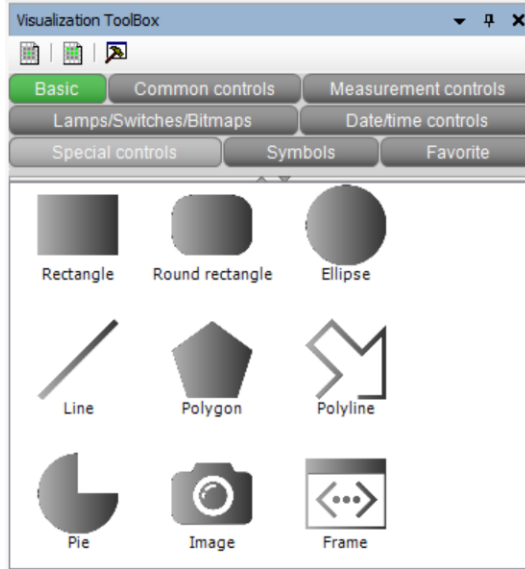 Visualization ToolBox
Basic Common controls Measurement controls
Lamps/Switches/Bitmaps Date/time controls
Special controls Symbols Favorite
Rectangle Round rectangle Ellipse
Line Polygon Polyline
Pie Image Frame